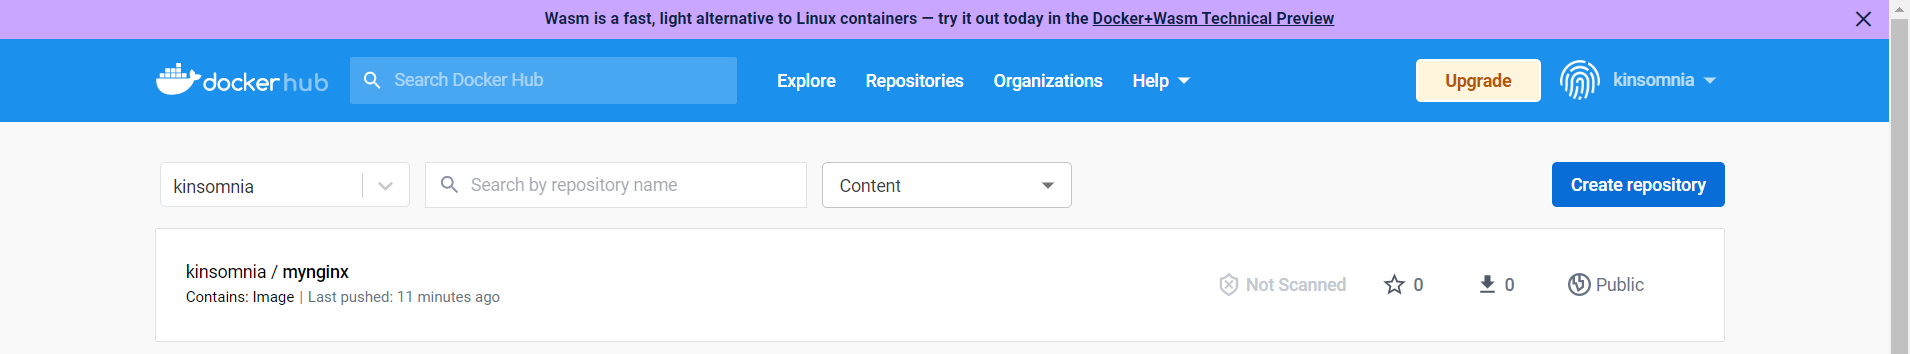 Wasm is a fast, light alternative to Linux containers — try it out today in the Docker+Wasm Technical Preview
docker hub Search Docker Hub Explore Repositories Organizations Help Upgrade kinsomnia
kinsomnia Search by repository name Content Create repository
kinsomnia / mynginx
Contains: Image | Last pushed: 11 minutes ago
Not Scanned 0 0 Public